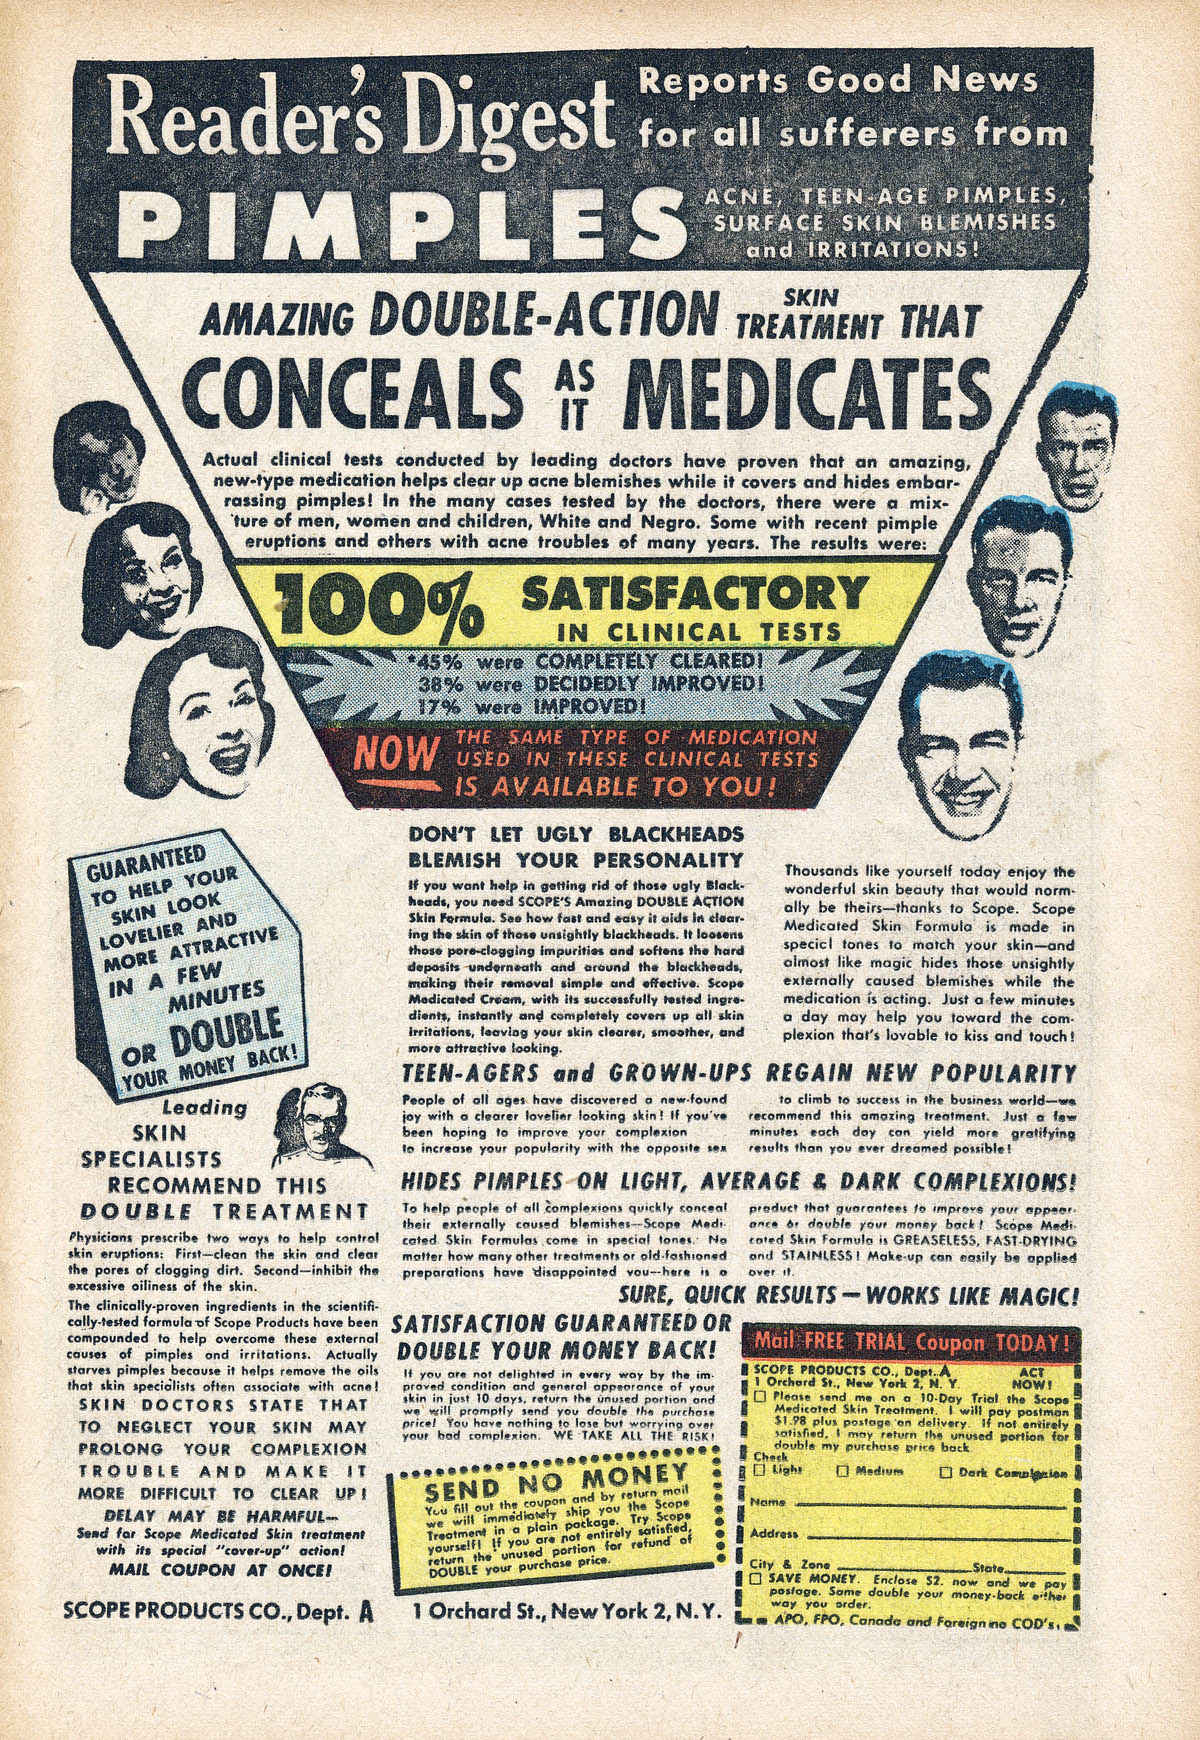 Reader's Digest
Reports Good News
for all sufferers from
PIMPLES
ACNE, TEEN-AGE PIMPLES,
SURFACE SKIN BLEMISHES
and IRRITATIONS!
AMAZING DOUBLE-ACTION SKIN TREATMENT THAT
CONCEALS AS IT MEDICATES
Actual clinical tests conducted by leading doctors have proven that an amazing,
new-type medication helps clear up acne blemishes while it covers and hides embar-
rassing pimples! In the many cases tested by the doctors, there were a mix-
ture of men, women and children, White and Negro. Some with recent pimple
eruptions and others with acne troubles of many years. The results were:
100% SATISFACTORY
IN CLINICAL TESTS
*45% were COMPLETELY CLEARED!
38% were DECIDEDLY IMPROVED!
17% were IMPROVED!
NOW THE SAME TYPE OF MEDICATION
USED IN THESE CLINICAL TESTS
IS AVAILABLE TO YOU!
GUARANTEED
TO HELP YOUR
SKIN LOOK
LOVELIER AND
MORE ATTRACTIVE
IN A FEW
MINUTES
OR DOUBLE
YOUR MONEY BACK!
Leading
SKIN
SPECIALISTS
RECOMMEND THIS
DOUBLE TREATMENT
Physicians prescribe two ways to help control
skin eruptions: First—clean the skin and clear
the pores of clogging dirt. Second—inhibit the
excessive oiliness of the skin.
The clinically-proven ingredients in the scientifi-
cally-tested formula of Scope Products have been
compounded to help overcome these external
causes of pimples and irritations. Actually
starves pimples because it helps remove the oils
that skin specialists often associate with acne!
SKIN DOCTORS STATE THAT
TO NEGLECT YOUR SKIN MAY
PROLONG YOUR COMPLEXION
TROUBLE AND MAKE IT
MORE DIFFICULT TO CLEAR UP!
DELAY MAY BE HARMFUL—
Send for Scope Medicated Skin treatment
with its special "cover-up" action!
MAIL COUPON AT ONCE!
DON'T LET UGLY BLACKHEADS
BLEMISH YOUR PERSONALITY
If you want help in getting rid of those ugly Black-
heads, you need SCOPE'S Amazing DOUBLE ACTION
Skin Formula. See how fast and easy it aids in clear-
ing the skin of those unsightly blackheads. It loosens
those pore-clogging impurities and softens the hard
deposits underneath and around the blackheads,
making their removal simple and effective. Scope
Medicated Cream, with its successfully tested ingre-
dients, instantly and completely covers up all skin
irritations, leaving your skin clearer, smoother, and
more attractive looking.
Thousands like yourself today enjoy the
wonderful skin beauty that would norm-
ally be theirs—thanks to Scope. Scope
Medicated Skin Formula is made in
special tones to match your skin—and
almost like magic hides those unsightly
externally caused blemishes while the
medication is acting. Just a few minutes
a day may help you toward the com-
plexion that's lovable to kiss and touch!
TEEN-AGERS and GROWN-UPS REGAIN NEW POPULARITY
People of all ages have discovered a new-found
joy with a clearer lovelier looking skin! If you've
been hoping to improve your complexion
to increase your popularity with the opposite sex
to climb to success in the business world—we
recommend this amazing treatment. Just a few
minutes each day can yield more gratifying
results than you ever dreamed possible!
HIDES PIMPLES ON LIGHT, AVERAGE & DARK COMPLEXIONS!
To help people of all complexions quickly conceal
their externally caused blemishes—Scope Medi-
cated Skin Formulas come in special tones. No
matter how many other treatments or old-fashioned
preparations have disappointed you—here is a
product that guarantees to improve your appear-
ance or double your money back! Scope Medi-
cated Skin Formula is GREASELESS, FAST-DRYING
and STAINLESS! Make-up can easily be applied
over it.
SURE, QUICK RESULTS—WORKS LIKE MAGIC!
SATISFACTION GUARANTEED OR
DOUBLE YOUR MONEY BACK!
If you are not delighted in every way by the im-
proved condition and general appearance of your
skin in just 10 days, return the unused portion and
we will promptly send you double the purchase
price! You have nothing to lose but worrying over
your bad complexion. WE TAKE ALL THE RISK!
SEND NO MONEY
You fill out the coupon and by return mail
we will immediately ship you the Scope
Treatment in a plain package. Try Scope
yourself! If you are not entirely satisfied,
return the unused portion for refund of
DOUBLE your purchase price.
Mail FREE TRIAL Coupon TODAY!
SCOPE PRODUCTS CO., Dept. A ACT
1 Orchard St., New York 2, N. Y. NOW!
Please send me on a 10-Day Trial the Scope
Medicated Skin Treatment. I will pay postman
$1.98 plus postage on delivery. If not entirely
satisfied, I may return the unused portion for
double my purchase price back
Check
Light Medium Dark Complexion
Name
Address
City & Zone State
SAVE MONEY. Enclose $2. now and we pay
postage. Same double your money-back either
way you order.
APO, FPO, Canada and Foreign no COD's.
SCOPE PRODUCTS CO., Dept. A 1 Orchard St., New York 2, N.Y.